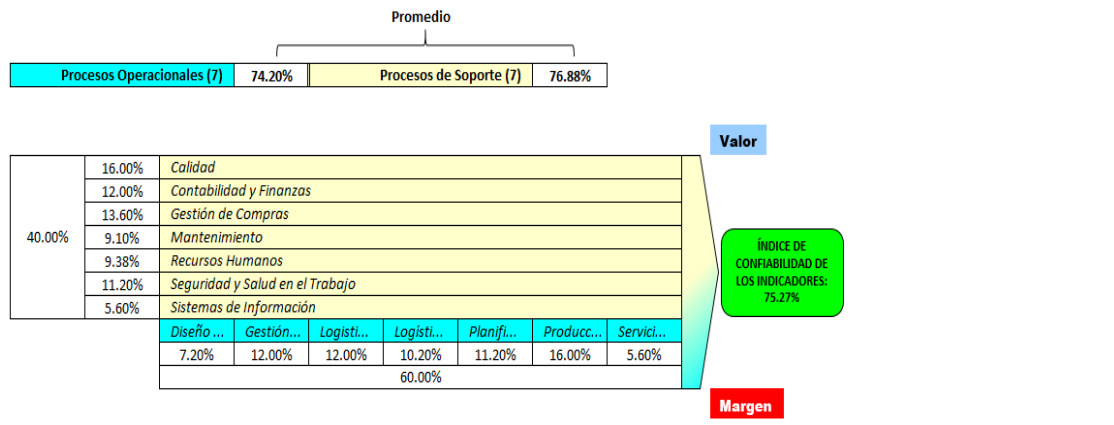 Promedio
Procesos Operacionales (7) 74.20% Procesos de Soporte (7) 76.88%
Valor
16.00% Calidad
12.00% Contabilidad y Finanzas
13.60% Gestión de Compras
40.00% 9.10% Mantenimiento
9.38% Recursos Humanos
11.20% Seguridad y Salud en el Trabajo
5.60% Sistemas de Información
ÍNDICE DE
CONFIABILIDAD DE
LOS INDICADORES:
75.27%
Diseño ... Gestión... Logisti... Logísti... Planifi... Producc... Servici...
7.20% 12.00% 12.00% 10.20% 11.20% 16.00% 5.60%
60.00%
Margen